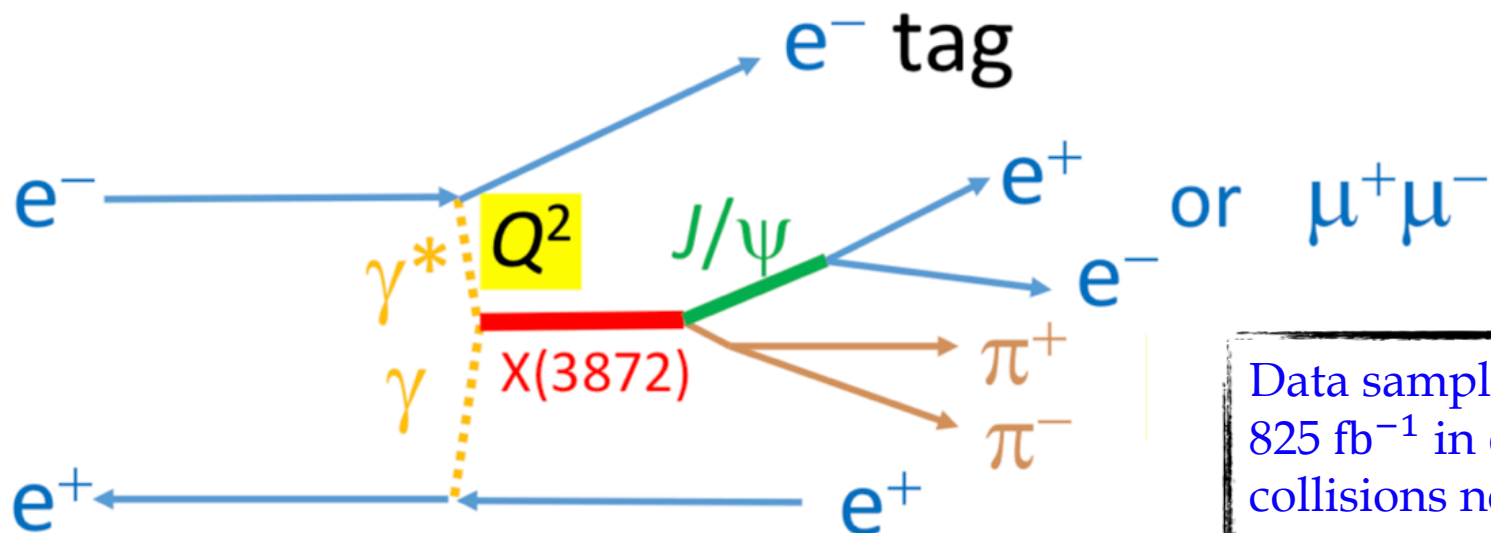 e⁻ tag
e⁻
γ*
Q²
J/ψ
e⁺
or μ⁺μ⁻
e⁻
γ
X(3872)
π⁺
π⁻
e⁺
e⁺
Data sampl
825 fb⁻¹ in
collisions